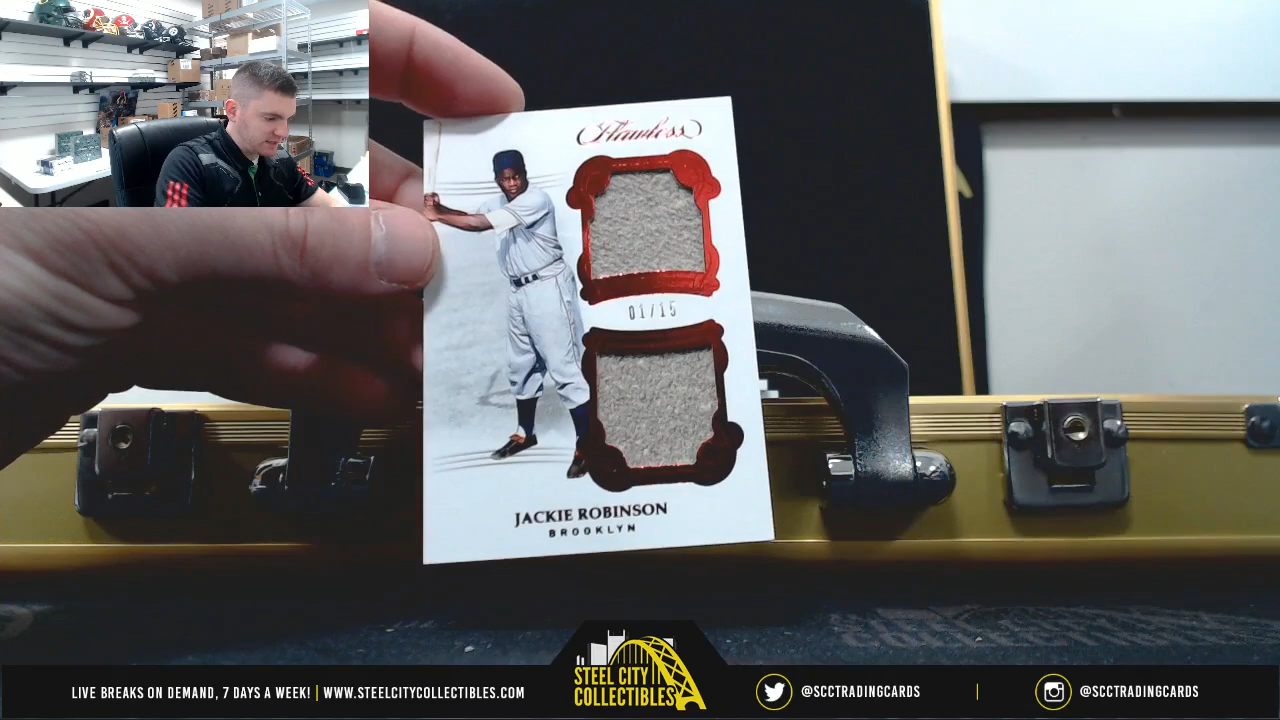 Flawless
01/15
JACKIE ROBINSON
BROOKLYN
STEEL CITY
COLLECTIBLES
LIVE BREAKS ON DEMAND, 7 DAYS A WEEK! | WWW.STEELCITYCOLLECTIBLES.COM
@SCCTRADINGCARDS
@SCCTRADINGCARDS